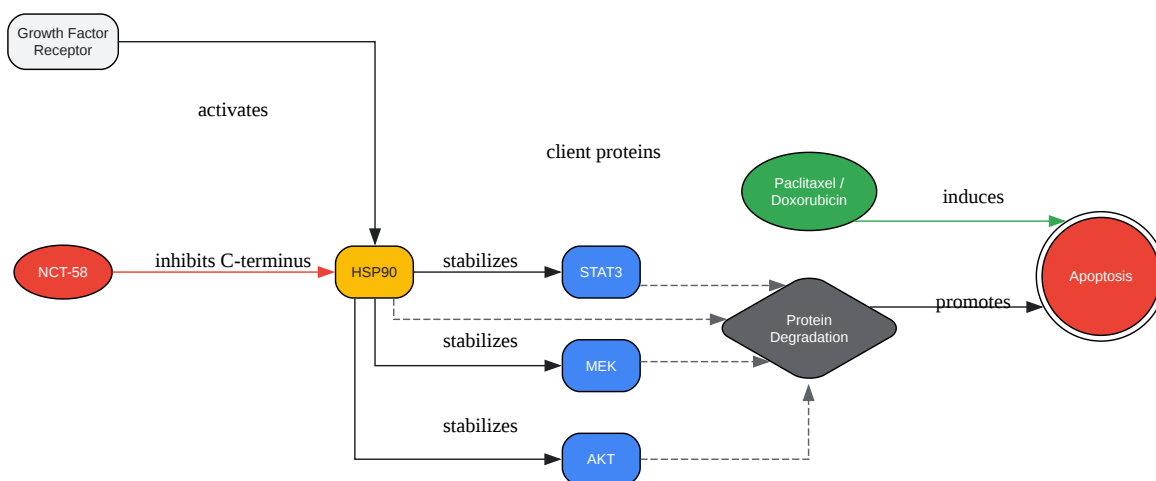 Growth Factor
Receptor
activates
client proteins
Paclitaxel /
Doxorubicin
induces
NCT-58
inhibits C-terminus
HSP90
stabilizes
STAT3
Apoptosis
promotes
Protein
Degradation
stabilizes
MEK
stabilizes
AKT